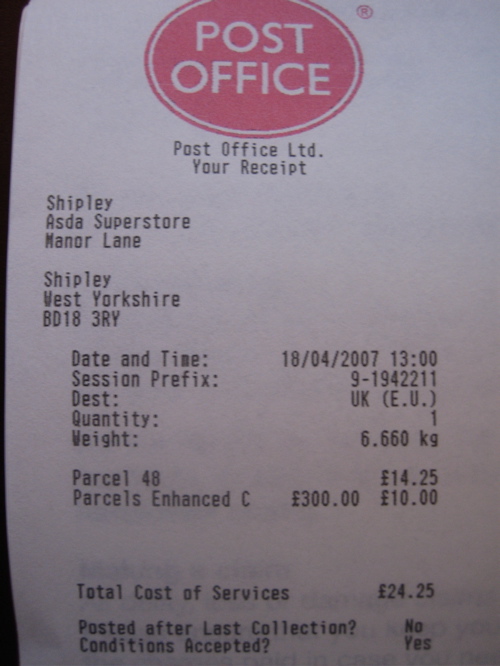 POST
OFFICE
®
Post Office Ltd.
Your Receipt
Shipley
Asda Superstore
Manor Lane
Shipley
West Yorkshire
BD18 3RY
Date and Time: 18/04/2007 13:00
Session Prefix: 9-1942211
Dest: UK (E.U.)
Quantity: 1
Weight: 6.660 kg
Parcel 48 £14.25
Parcels Enhanced C £300.00 £10.00
Total Cost of Services £24.25
Posted after Last Collection? No
Conditions Accepted? Yes